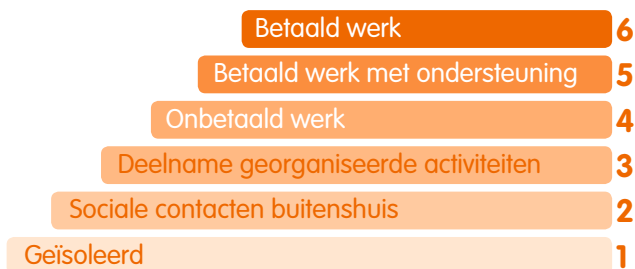 Betaald werk 6
Betaald werk met ondersteuning 5
Onbetaald werk 4
Deelname georganiseerde activiteiten 3
Sociale contacten buitenshuis 2
Geïsoleerd 1